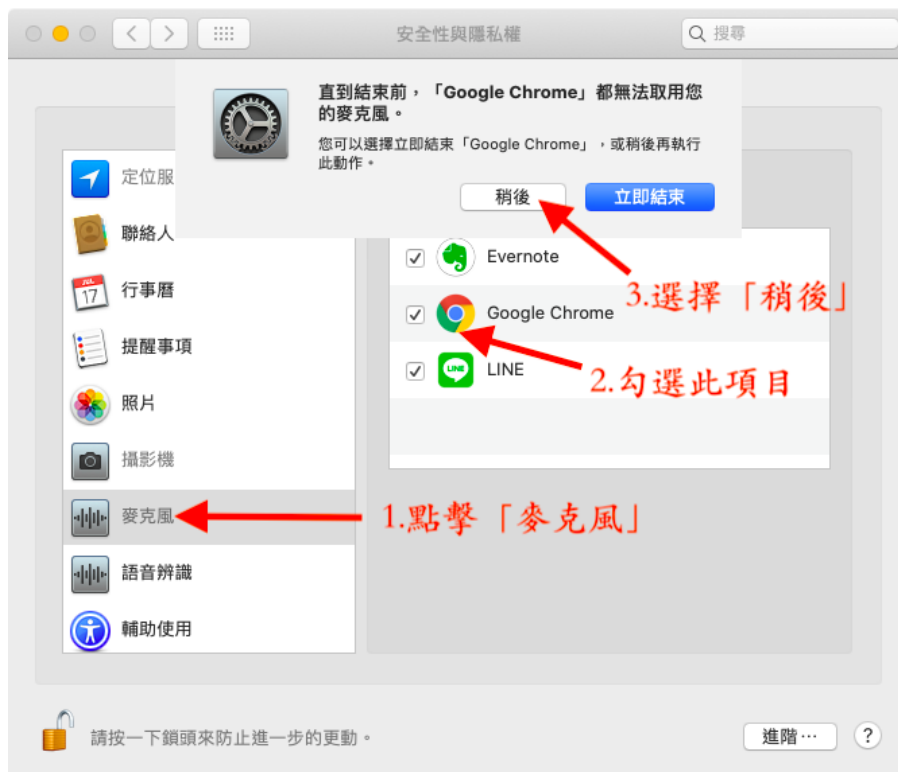 安全性與隱私權
搜尋
直到結束前，「Google Chrome」都無法取用您
的麥克風。
您可以選擇立即結束「Google Chrome」，或稍後再執行
此動作。
稍後
立即結束
定位服
聯絡人
行事曆
提醒事項
照片
攝影機
麥克風
語音辨識
輔助使用
Evernote
Google Chrome
LINE
3.選擇「稍後」
2.勾選此項目
1.點擊「麥克風」
請按一下鎖頭來防止進一步的更動。
進階…
?
JUL
17
LINE